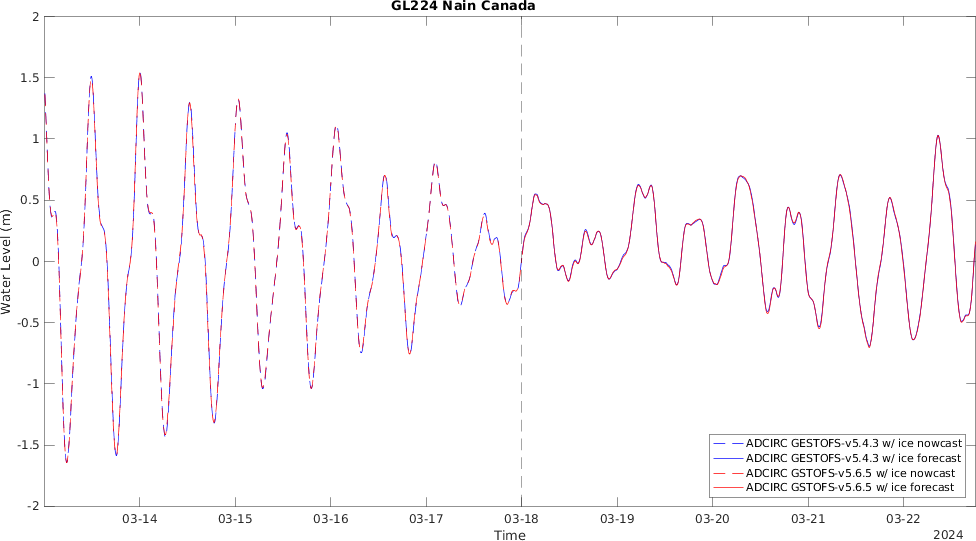 GL224 Nain Canada
2
1.5
1
0.5
0
-0.5
-1
-1.5
-2
Water Level (m)
ADCIRC GESTOFS-v5.4.3 w/ ice nowcast
ADCIRC GESTOFS-v5.4.3 w/ ice forecast
ADCIRC GSTOFS-v5.6.5 w/ ice nowcast
ADCIRC GSTOFS-v5.6.5 w/ ice forecast
03-14 03-15 03-16 03-17 03-18 03-19 03-20 03-21 03-22
Time
2024